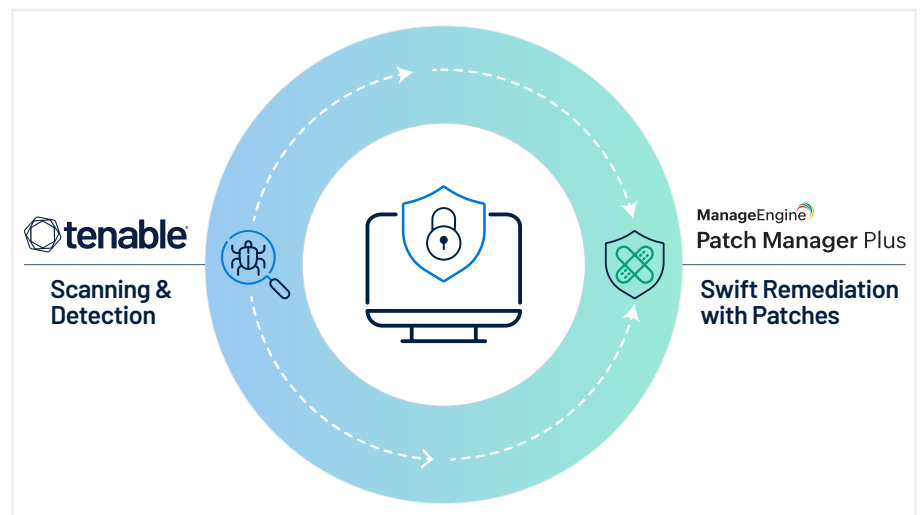 tenable
Scanning &
Detection
ManageEngine
Patch Manager Plus
Swift Remediation
with Patches